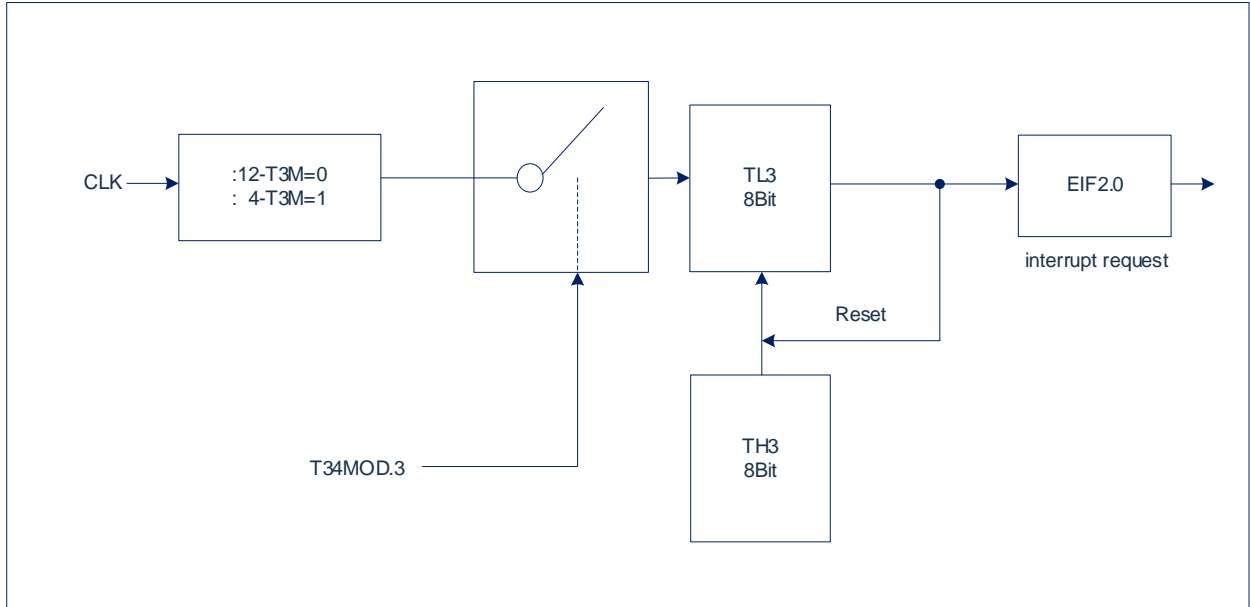 CLK
:12-T3M=0
: 4-T3M=1
TL3
8Bit
EIF2.0
interrupt request
Reset
TH3
8Bit
T34MOD.3